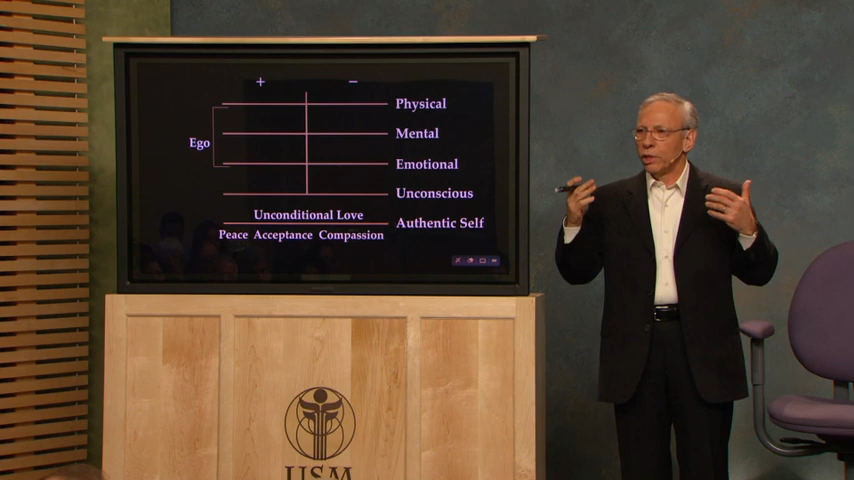 + −
Physical
Ego
Mental
Emotional
Unconscious
Unconditional Love
Authentic Self
Peace Acceptance Compassion
USM